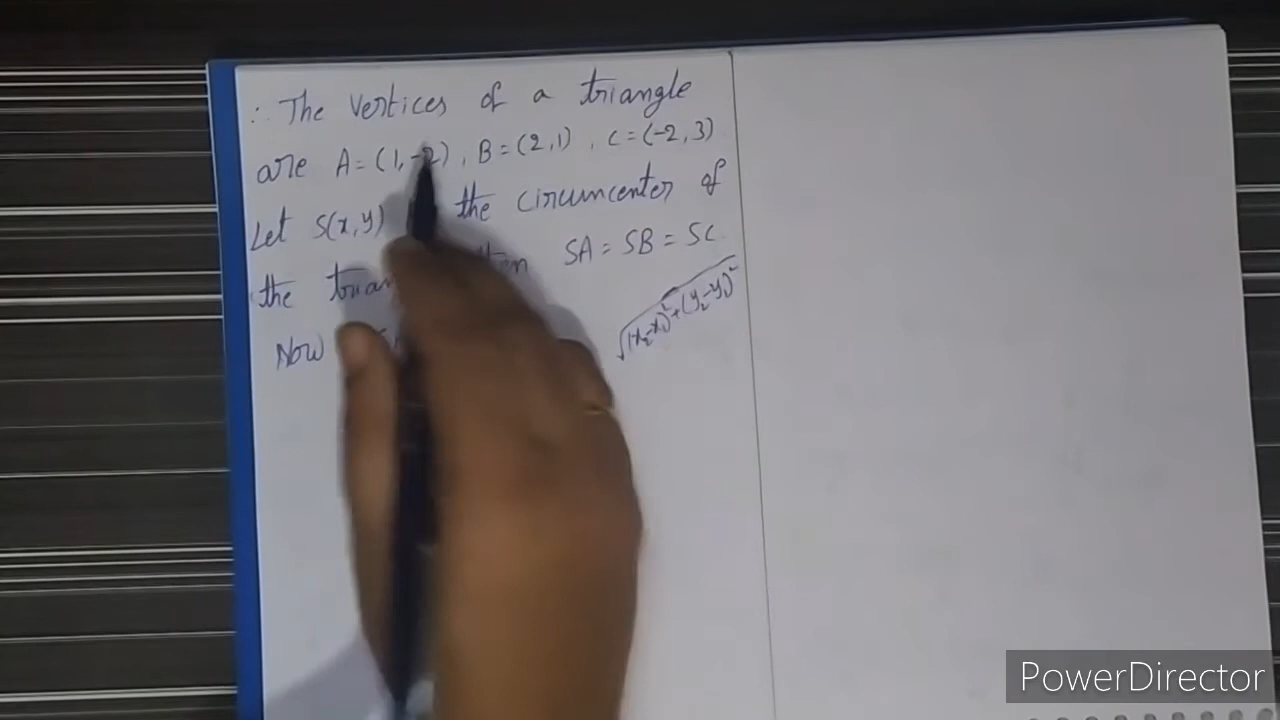 ∴ The vertices of a triangle
are A = (1, -2), B = (2, 1), C = (-2, 3)
Let S(x, y) the circumcenter of
the SA = SB = SC
Now
√(x₂-x₁)²+(y₂-y₁)²
PowerDirector